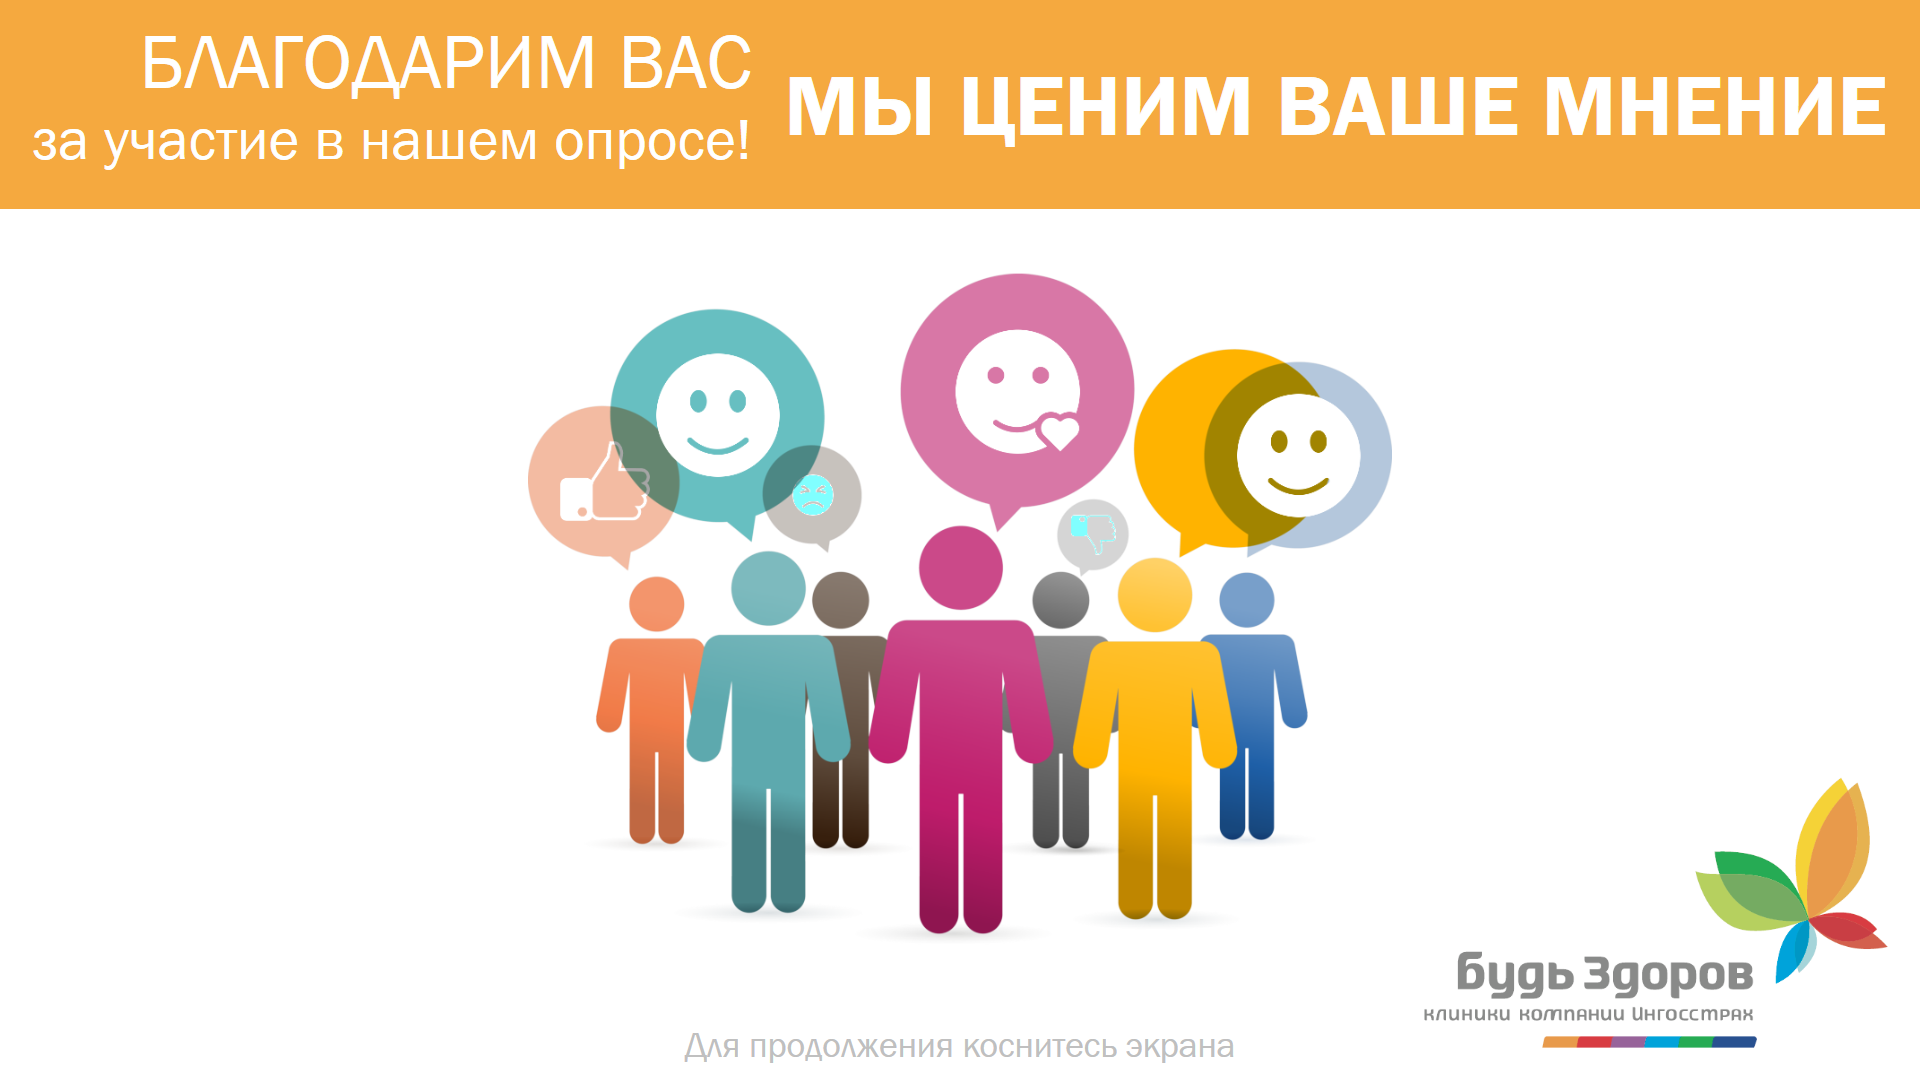 БЛАГОДАРИМ ВАС
за участие в нашем опросе!
МЫ ЦЕНИМ ВАШЕ МНЕНИЕ
Будь Здоров
клиники компании Ингосстрах
Для продолжения коснитесь экрана